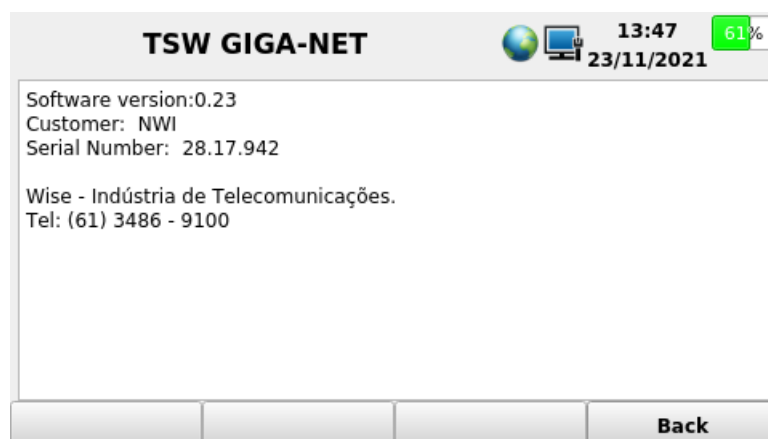 TSW GIGA-NET
13:47
23/11/2021
61%
Software version:0.23
Customer:  NWI
Serial Number:  28.17.942
Wise - Indústria de Telecomunicações.
Tel: (61) 3486 - 9100
Back